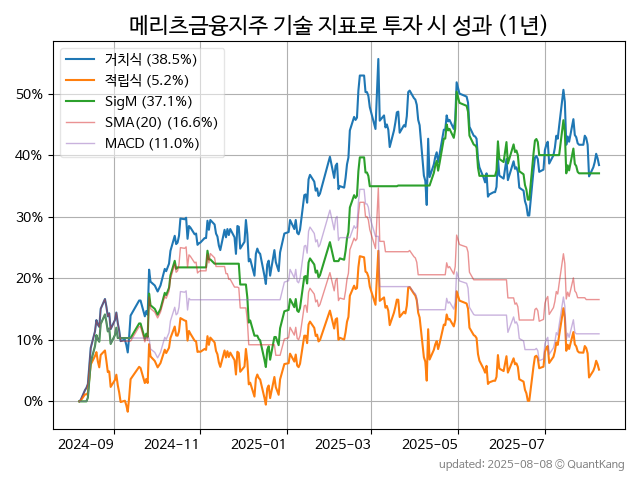 메리츠금융지주 기술 지표로 투자 시 성과 (1년)
거치식 (38.5%)
적립식 (5.2%)
SigM (37.1%)
SMA(20) (16.6%)
MACD (11.0%)
50%
40%
30%
20%
10%
0%
2024-09 2024-11 2025-01 2025-03 2025-05 2025-07
updated: 2025-08-08 © QuantKang